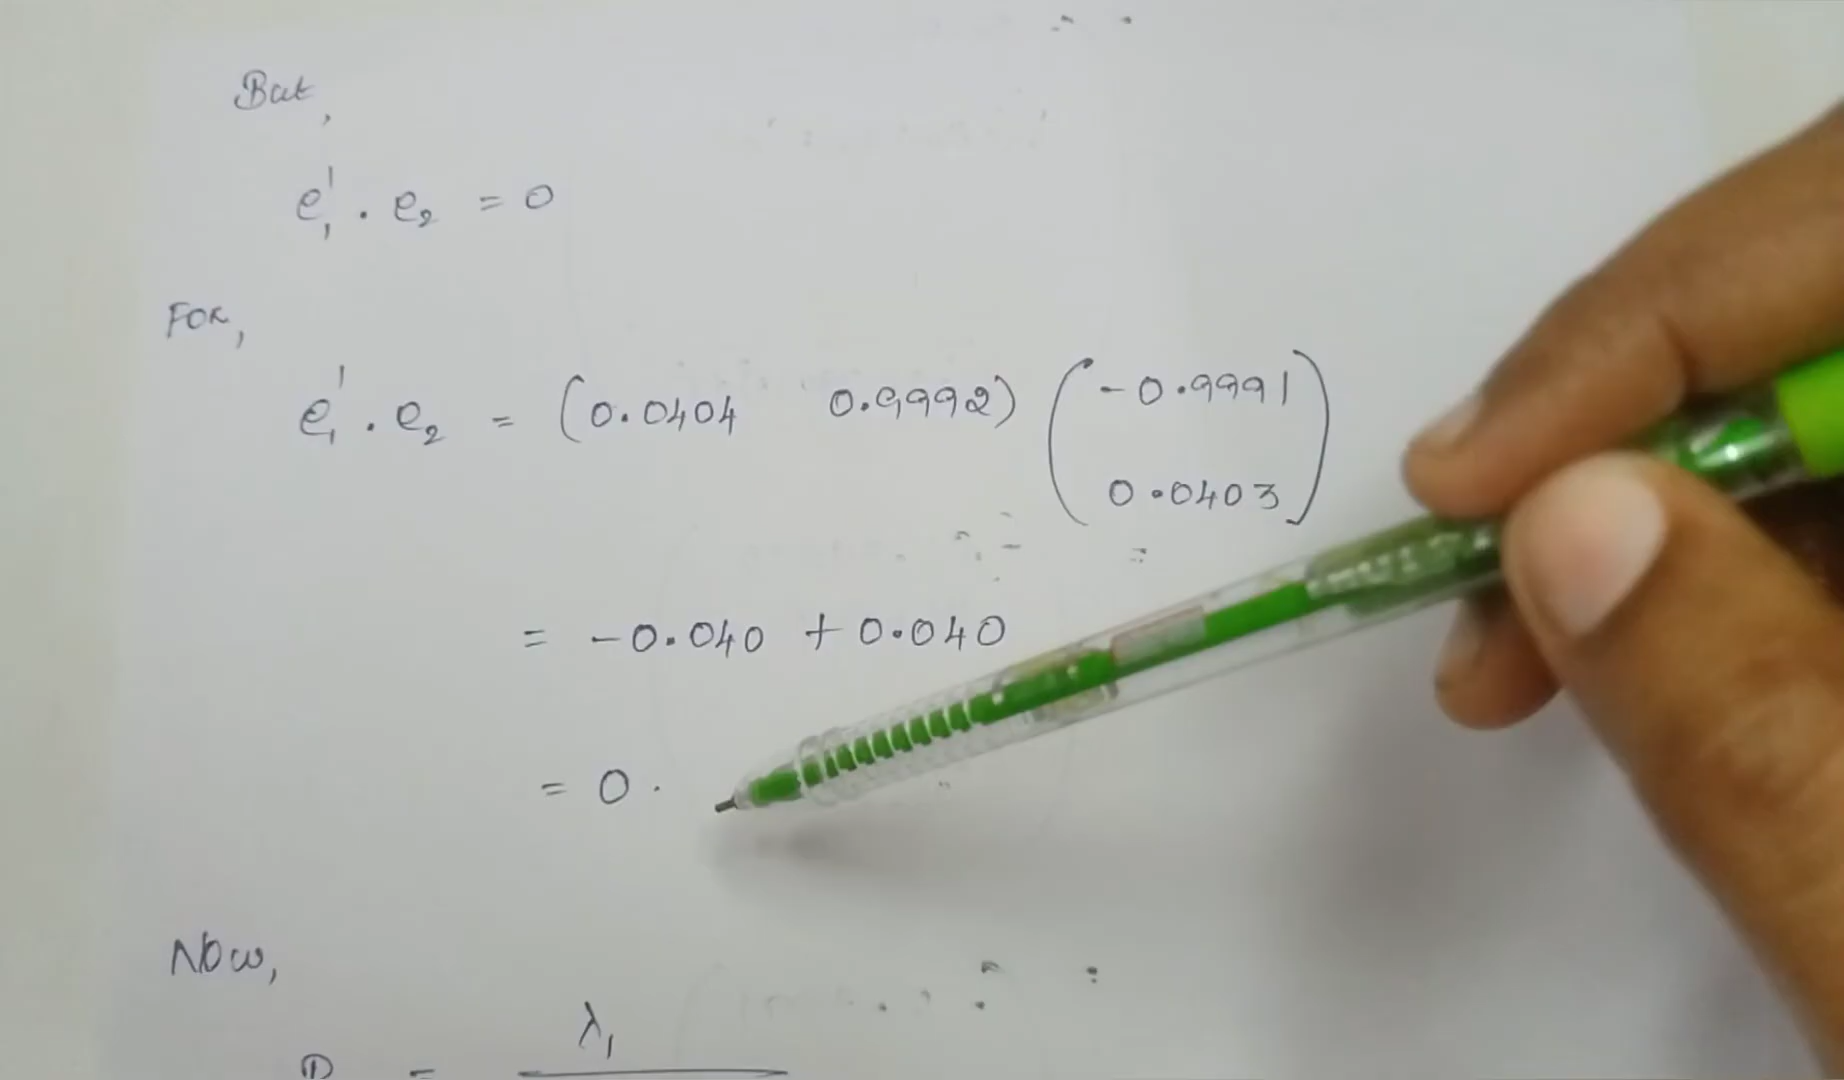 But,
e₁' . e₂ = 0
For,
e₁' . e₂ = (0.0404 0.9992) (-0.9991
0.0403)
= -0.040 + 0.040
= 0.
Now,
λ₁
=